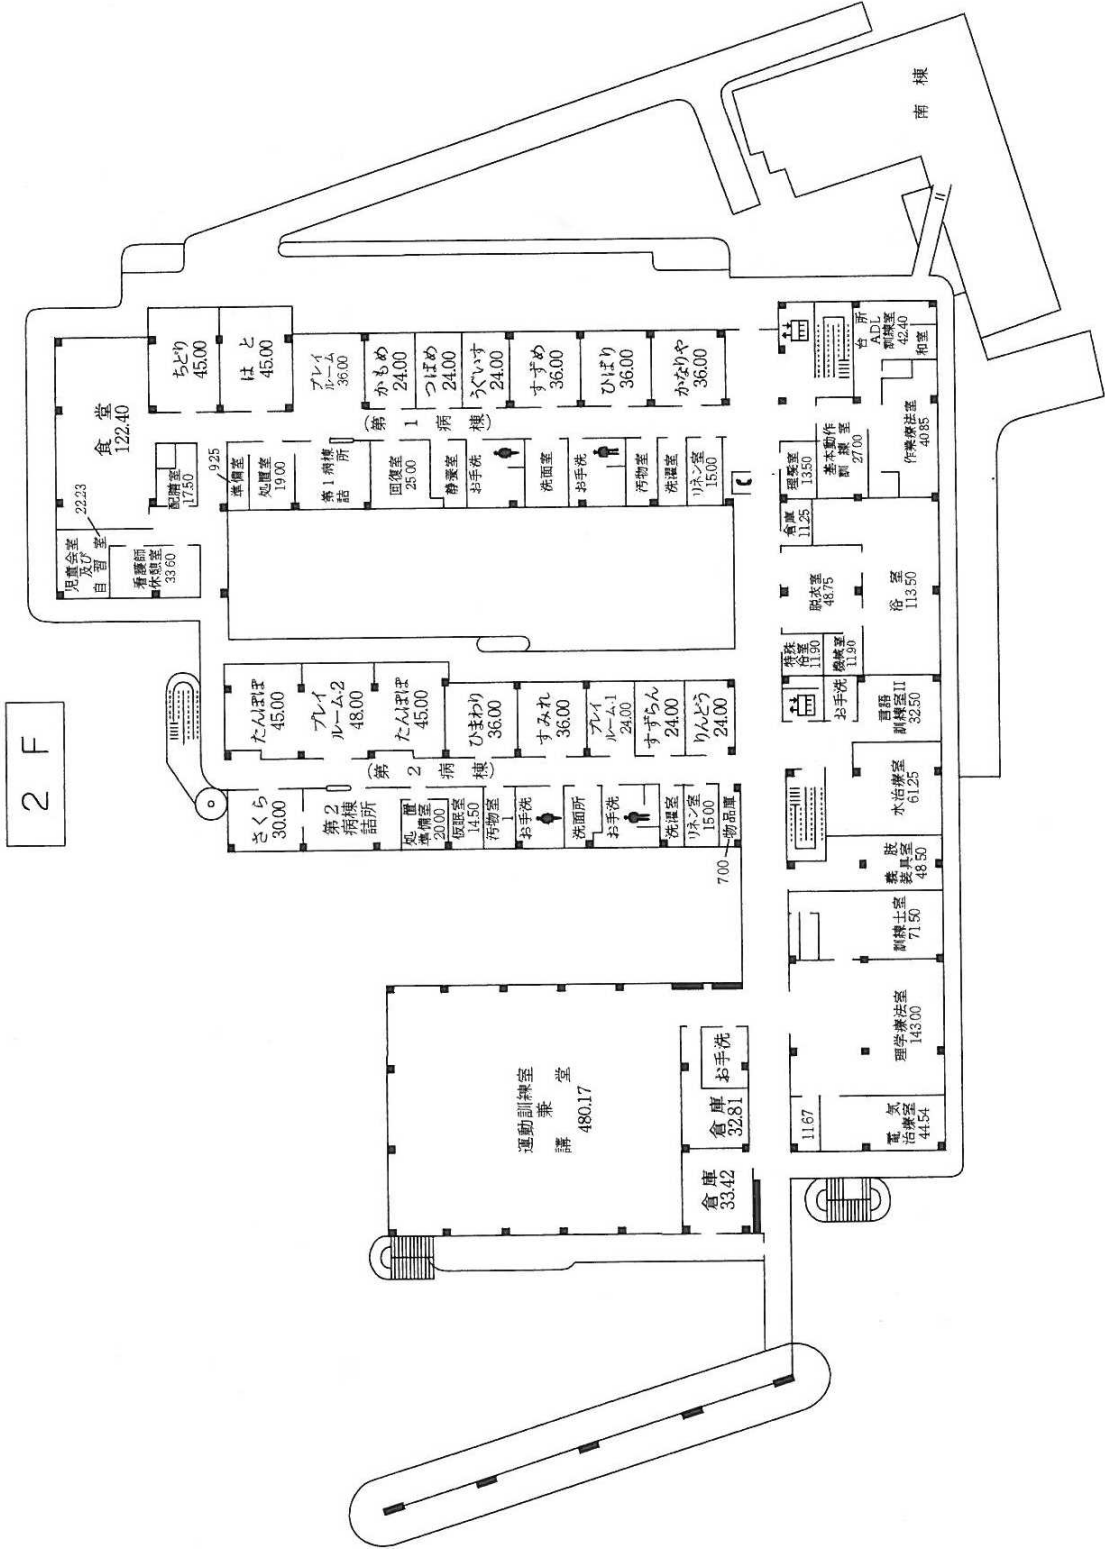 2 F
南 棟
食 堂
122.40
ちどり
45.00
は と
45.00
プレイ
ルーム
36.00
かもめ
24.00
つばめ
24.00
うぐいす
24.00
すずめ
36.00
ひばり
36.00
かなりや
36.00
(第 1 病 棟)
配膳室
17.50
9.25
準備室
処置室
19.00
第1病棟
詰 所
回復室
25.00
静養室
お手洗
洗面室
お手洗
汚物室
洗濯室
リネン室
15.00
22.23
児童会室
及び
自 習 室
看護師
休憩室
33.60
たんぽぽ
45.00
プレイ
ルーム・2
48.00
たんぽぽ
45.00
ひまわり
36.00
すみれ
36.00
プレイ
ルーム・1
24.00
すずらん
24.00
りんどう
24.00
(第 2 病 棟)
さくら
30.00
第2
病棟
詰所
処 置
準備室
20.00
仮眠室
14.50
汚物室
1
お手洗
洗面所
お手洗
洗濯室
リネン室
15.00
物品庫
7.00
台 所
ADL
訓練室
42.40
和室
理髪室
13.50
基本動作
訓 練 室
27.00
作業療法室
40.85
倉庫
11.25
脱衣室
48.75
浴 室
113.50
特殊
浴室
11.90
機械室
11.90
お手洗
言語
訓練室II
32.50
水治療室
61.25
義 肢
装具室
48.50
訓練士室
71.50
理学療法室
143.00
11.67
電 気
治療室
44.54
運動訓練室
兼
講 堂
480.17
お手洗
倉 庫
32.81
倉 庫
33.42